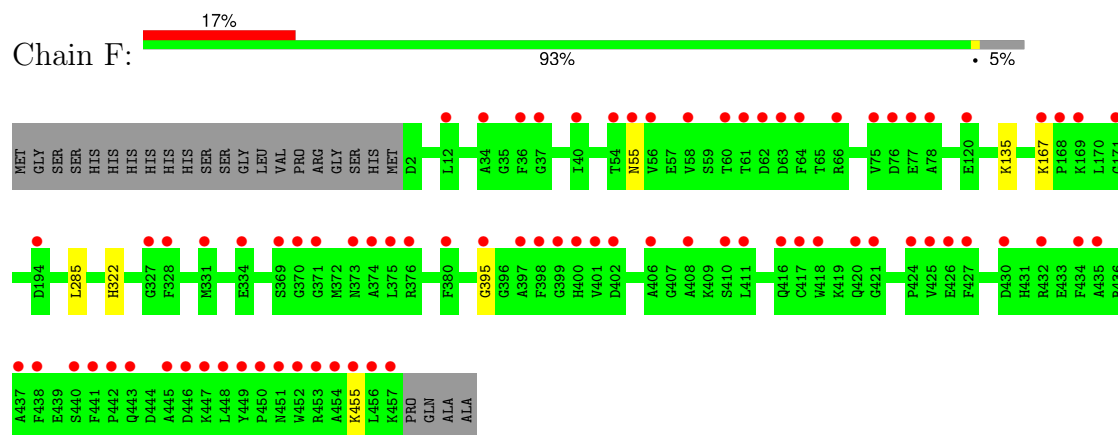 17%
Chain F:
93%
• 5%
MET GLY SER SER HIS HIS HIS HIS HIS HIS SER SER GLY LEU VAL PRO ARG GLY SER HIS MET D2 L12 A34 G35 F36 G37 I40 T54 N55 V56 E57 V58 S59 T60 T61 D62 D63 F64 T65 R66 V75 D76 E77 A78 E120 K135 K167 P168 K169 L170 G171
D194 L285 H322 G327 F328 M331 E334 S369 G370 G371 M372 N373 A374 L375 R376 F380 G395 G396 A397 F398 G399 H400 V401 D402 A406 G407 A408 K409 S410 L411 Q416 C417 W418 K419 Q420 G421 P424 V425 E426 F427 D430 H431 R432 E433 F434 A435
A437 F438 E439 S440 F441 P442 Q443 D444 A445 D446 K447 L448 Y449 P450 N451 W452 R453 A454 K455 L456 K457 PRO GLN ALA ALA